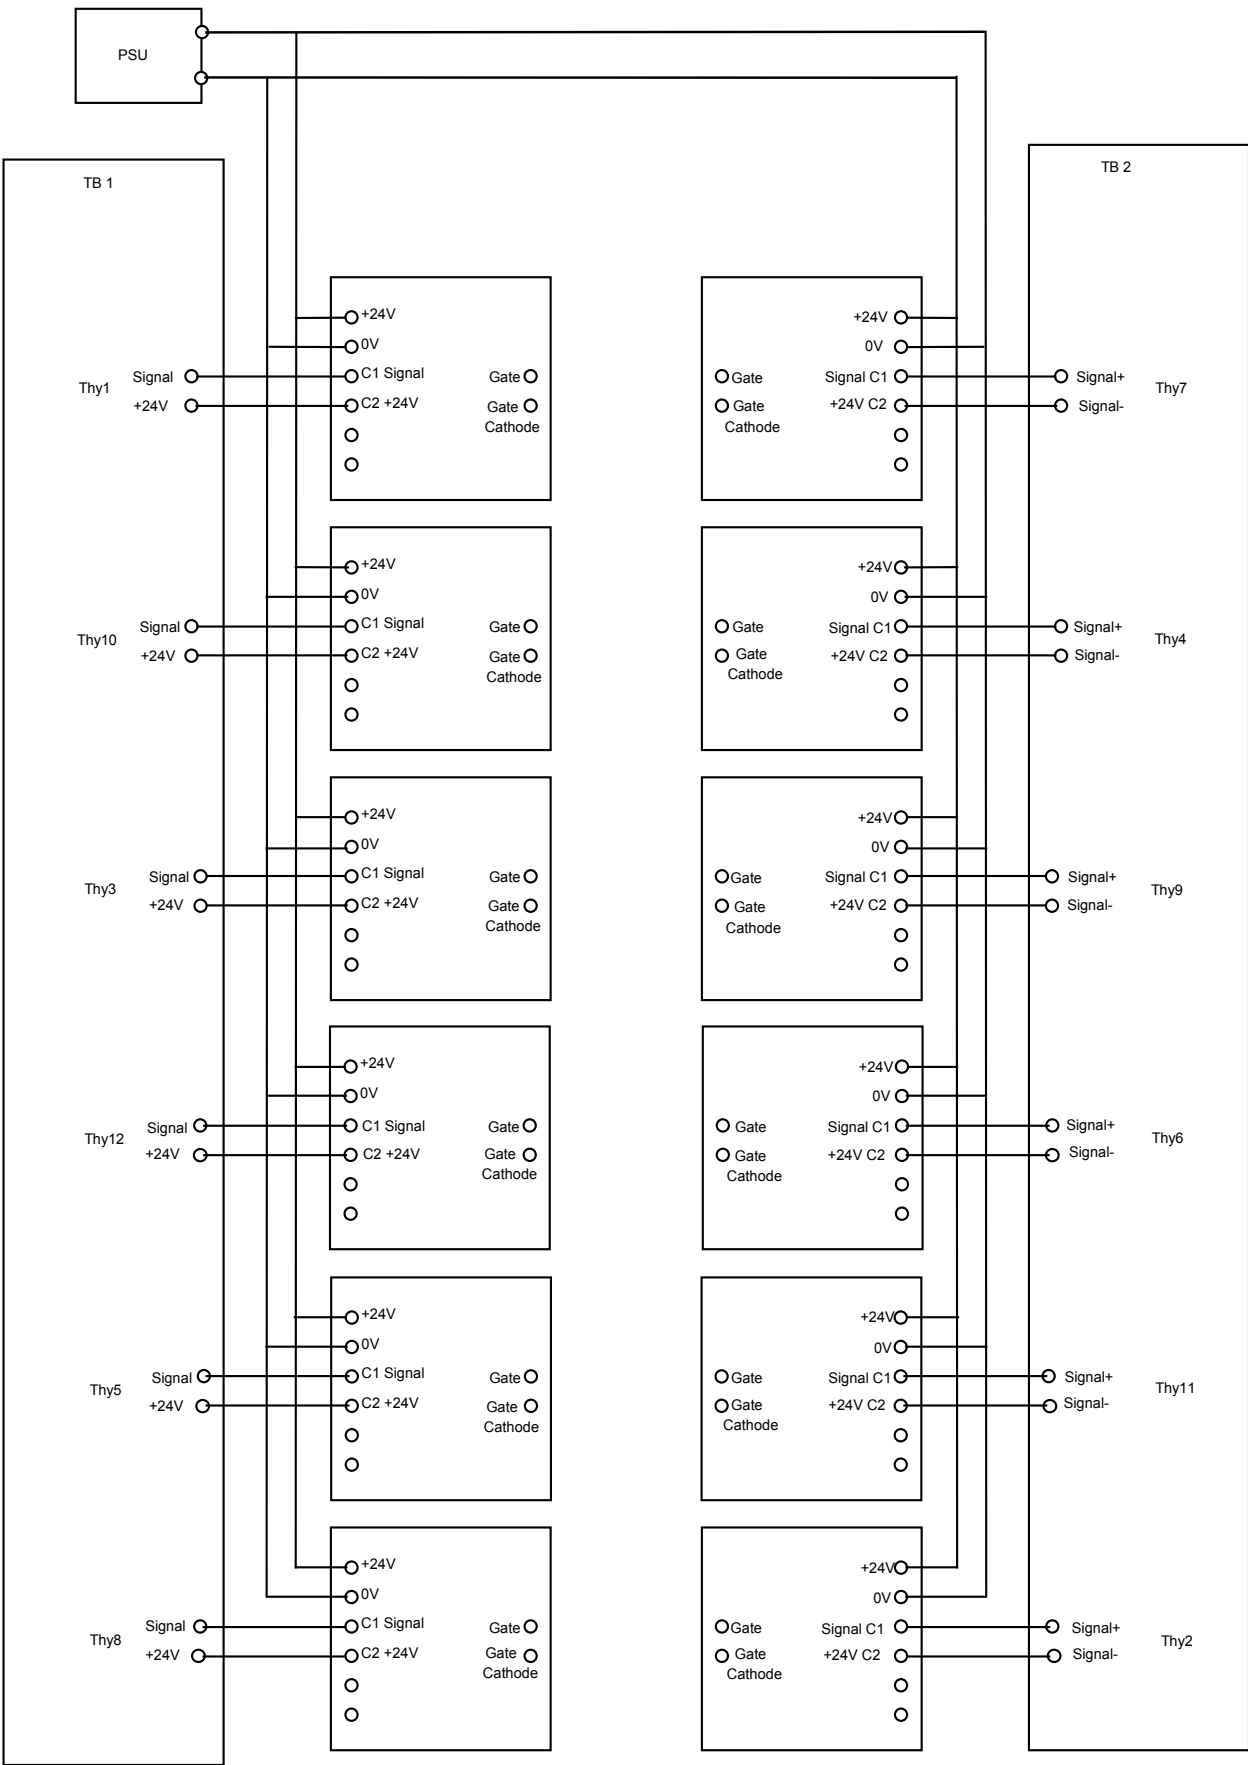 PSU
TB 1
TB 2
Thy1
Signal
+24V
+24V
0V
C1 Signal
C2 +24V
Gate
Gate
Cathode
Gate
Gate
Cathode
+24V
0V
Signal C1
+24V C2
Signal+
Signal-
Thy7
Thy10
Signal
+24V
+24V
0V
C1 Signal
C2 +24V
Gate
Gate
Cathode
Gate
Gate
Cathode
+24V
0V
Signal C1
+24V C2
Signal+
Signal-
Thy4
Thy3
Signal
+24V
+24V
0V
C1 Signal
C2 +24V
Gate
Gate
Cathode
Gate
Gate
Cathode
+24V
0V
Signal C1
+24V C2
Signal+
Signal-
Thy9
Thy12
Signal
+24V
+24V
0V
C1 Signal
C2 +24V
Gate
Gate
Cathode
Gate
Gate
Cathode
+24V
0V
Signal C1
+24V C2
Signal+
Signal-
Thy6
Thy5
Signal
+24V
+24V
0V
C1 Signal
C2 +24V
Gate
Gate
Cathode
Gate
Gate
Cathode
+24V
0V
Signal C1
+24V C2
Signal+
Signal-
Thy11
Thy8
Signal
+24V
+24V
0V
C1 Signal
C2 +24V
Gate
Gate
Cathode
Gate
Gate
Cathode
+24V
0V
Signal C1
+24V C2
Signal+
Signal-
Thy2